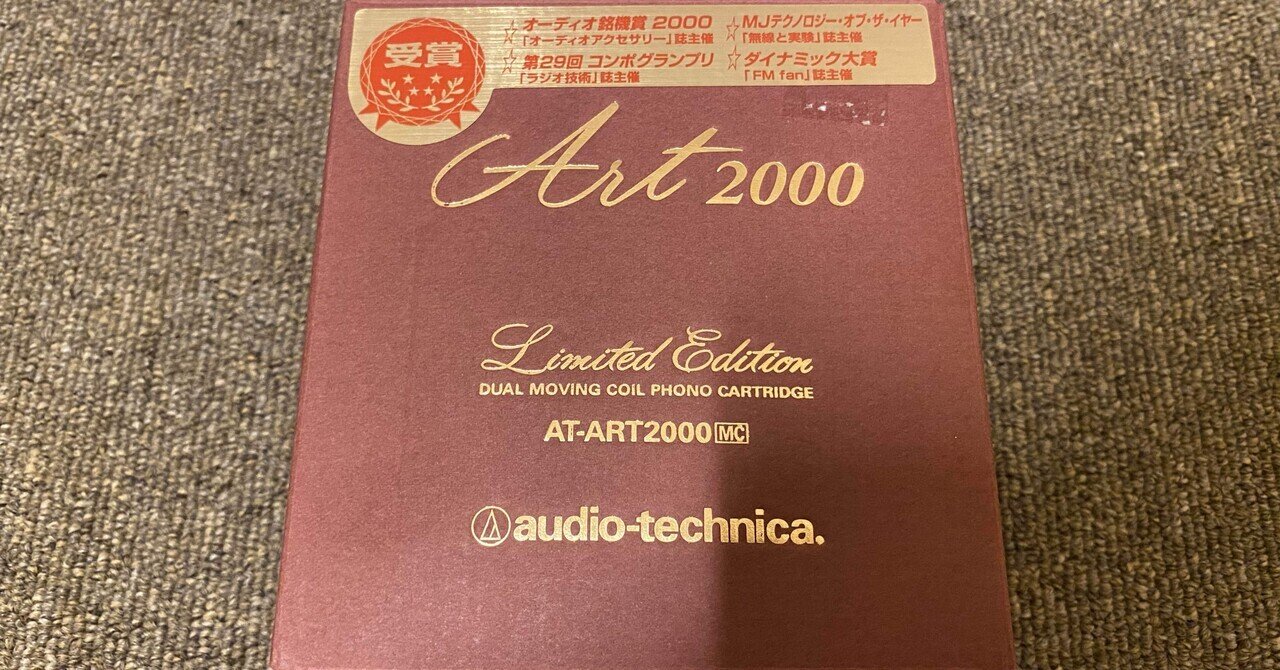 受賞
☆オーディオ銘機賞 2000
「オーディオアクセサリー」誌主催
☆第29回 コンポグランプリ
「ラジオ技術」誌主催
☆MJテクノロジー・オブ・ザ・イヤー
「無線と実験」誌主催
☆ダイナミック大賞
「FM fan」誌主催
Art 2000
Limited Edition
DUAL MOVING COIL PHONO CARTRIDGE
AT-ART2000 MC
audio-technica.